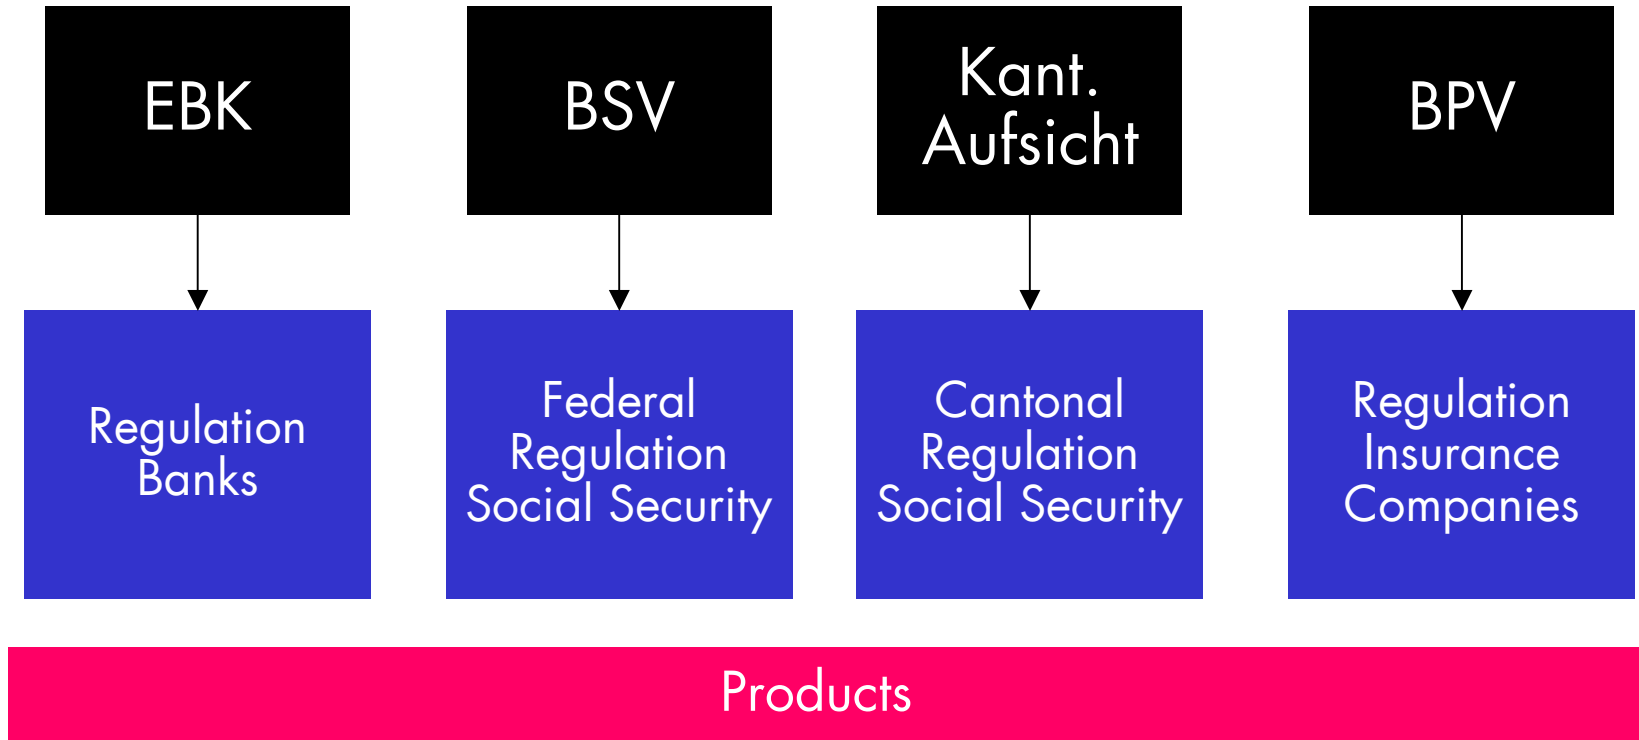 EBK
BSV
Kant.
Aufsicht
BPV
Regulation
Banks
Federal
Regulation
Social Security
Cantonal
Regulation
Social Security
Regulation
Insurance
Companies
Products